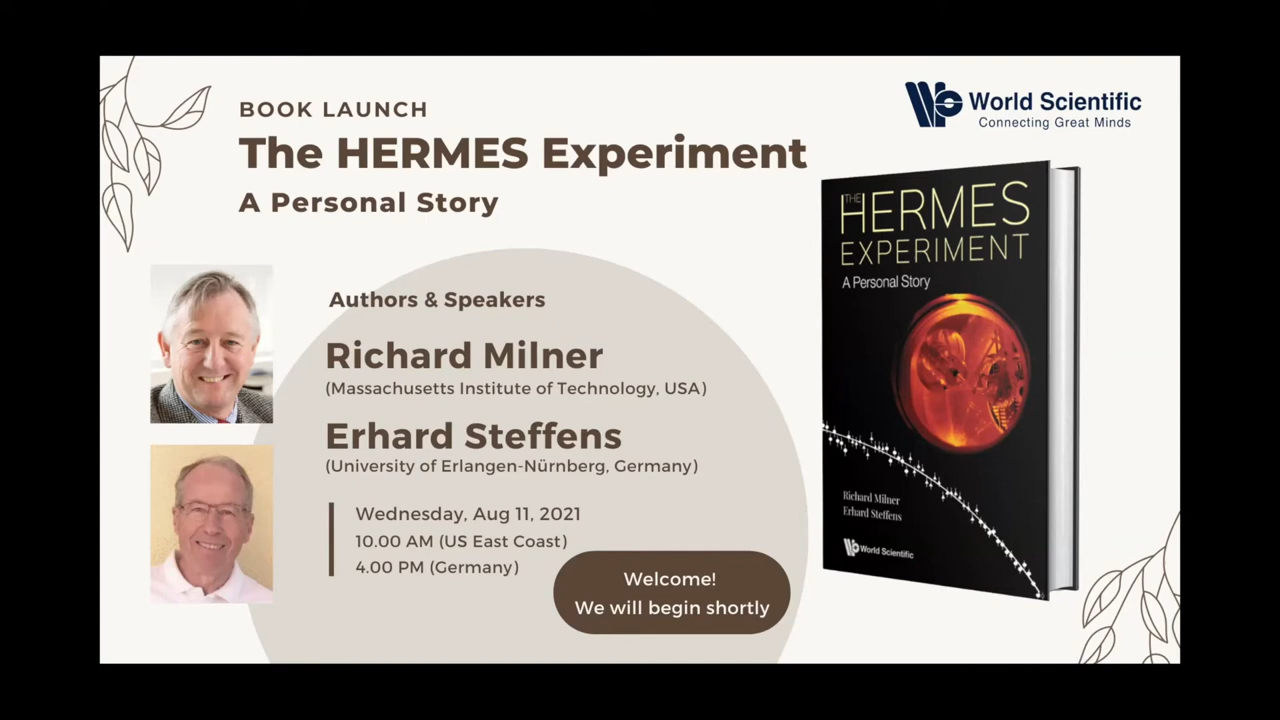 BOOK LAUNCH
The HERMES Experiment
A Personal Story
World Scientific
Connecting Great Minds
Authors & Speakers
Richard Milner
(Massachusetts Institute of Technology, USA)
Erhard Steffens
(University of Erlangen-Nürnberg, Germany)
Wednesday, Aug 11, 2021
10.00 AM (US East Coast)
4.00 PM (Germany)
Welcome!
We will begin shortly
THE
HERMES
EXPERIMENT
A Personal Story
Richard Milner
Erhard Steffens
World Scientific